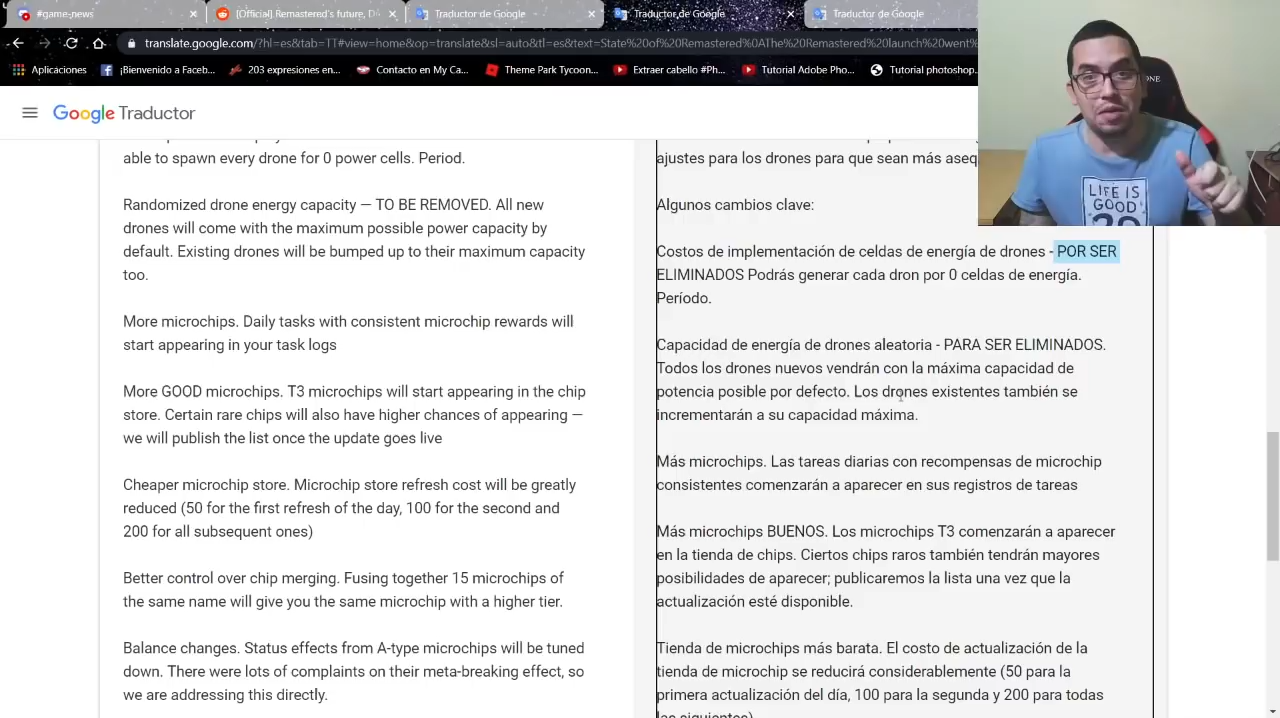 #game-news
[Official] Remastered's future, D
Traductor de Google
Traductor de Google
Traductor de Google
translate.google.com/?hl=es&tab=TT#view=home&op=translate&sl=auto&tl=es&text=State%20of%20Remastered%0AThe%20Remastered%20launch%20went
Aplicaciones
¡Bienvenido a Faceb...
203 expresiones en...
Contacto en My Ca...
Theme Park Tycoon...
Extraer cabello #Ph...
Tutorial Adobe Pho...
Tutorial photoshop
Google Traductor
able to spawn every drone for 0 power cells. Period.
Randomized drone energy capacity — TO BE REMOVED. All new
drones will come with the maximum possible power capacity by
default. Existing drones will be bumped up to their maximum capacity
too.
More microchips. Daily tasks with consistent microchip rewards will
start appearing in your task logs
More GOOD microchips. T3 microchips will start appearing in the chip
store. Certain rare chips will also have higher chances of appearing —
we will publish the list once the update goes live
Cheaper microchip store. Microchip store refresh cost will be greatly
reduced (50 for the first refresh of the day, 100 for the second and
200 for all subsequent ones)
Better control over chip merging. Fusing together 15 microchips of
the same name will give you the same microchip with a higher tier.
Balance changes. Status effects from A-type microchips will be tuned
down. There were lots of complaints on their meta-breaking effect, so
we are addressing this directly.
ajustes para los drones para que sean más aseq
Algunos cambios clave:
Costos de implementación de celdas de energía de drones - POR SER
ELIMINADOS Podrás generar cada dron por 0 celdas de energía.
Período.
Capacidad de energía de drones aleatoria - PARA SER ELIMINADOS.
Todos los drones nuevos vendrán con la máxima capacidad de
potencia posible por defecto. Los drones existentes también se
incrementarán a su capacidad máxima.
Más microchips. Las tareas diarias con recompensas de microchip
consistentes comenzarán a aparecer en sus registros de tareas
Más microchips BUENOS. Los microchips T3 comenzarán a aparecer
en la tienda de chips. Ciertos chips raros también tendrán mayores
posibilidades de aparecer; publicaremos la lista una vez que la
actualización esté disponible.
Tienda de microchips más barata. El costo de actualización de la
tienda de microchip se reducirá considerablemente (50 para la
primera actualización del día, 100 para la segunda y 200 para todas
las siguientes)
LIFE IS
GOOD